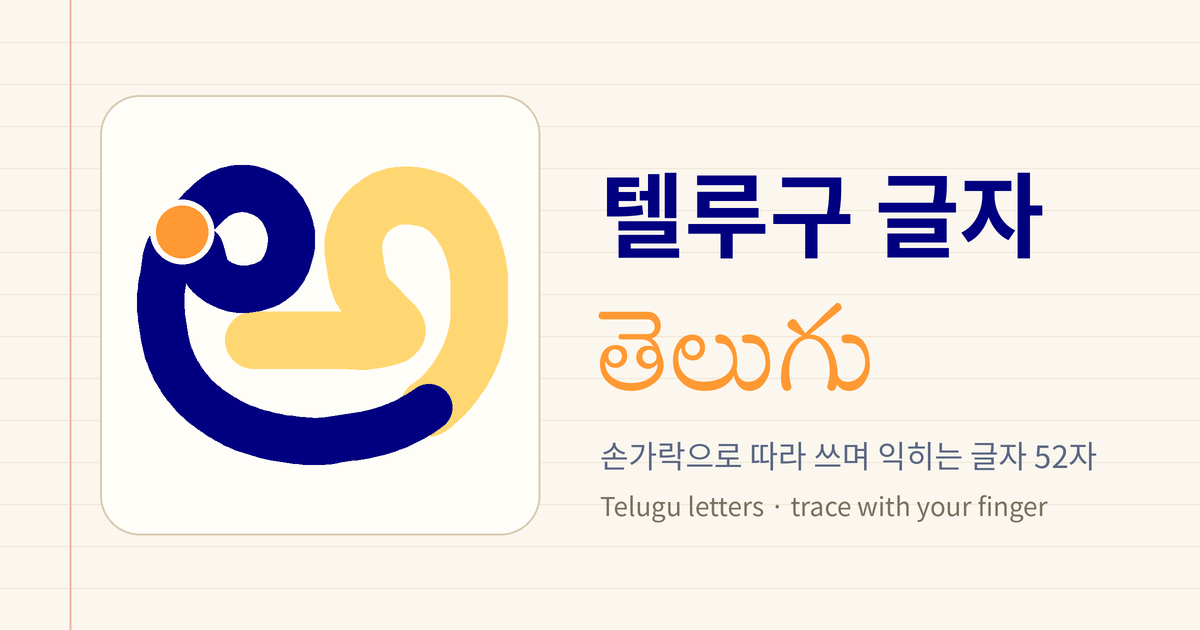 అ
텔루구 글자
తెలుగు
손가락으로 따라 쓰며 익히는 글자 52자
Telugu letters · trace with your finger